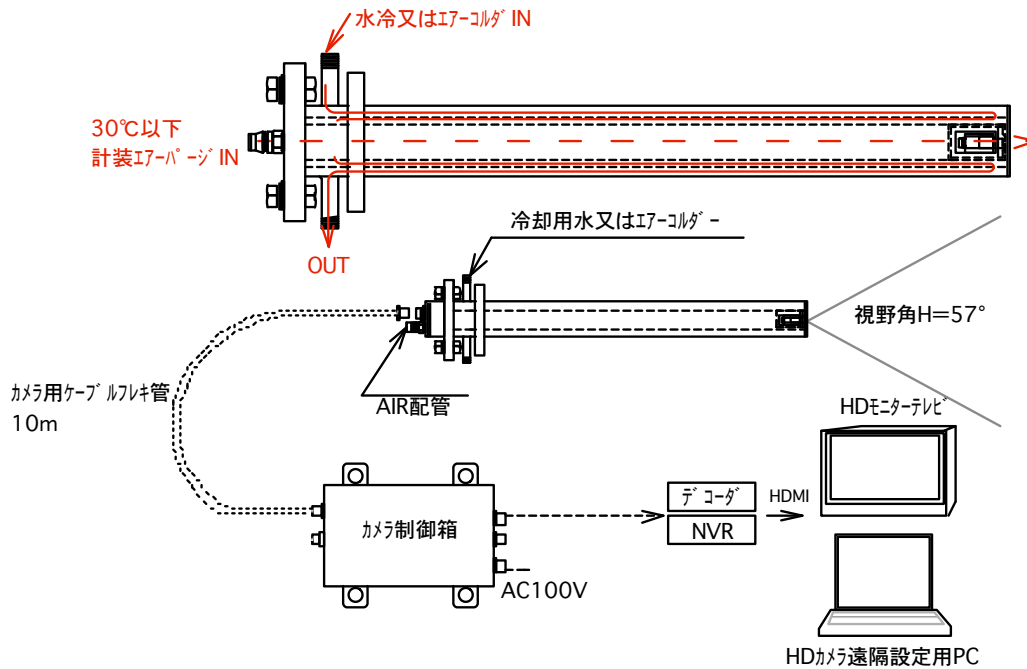 水冷又はｴｱｰｺﾙﾀﾞ IN
30℃以下
計装ｴｱｰﾊﾟｰｼﾞ IN
OUT
冷却用水又はｴｱｰｺﾙﾀﾞｰ
視野角H＝57°
ｶﾒﾗ用ｹｰﾌﾞﾙﾌﾚｷ管
10m
AIR配管
HDﾓﾆﾀｰﾃﾚﾋﾞ
ﾃﾞｺｰﾀﾞ
HDMI
NVR
ｶﾒﾗ制御箱
AC100V
HDｶﾒﾗ遠隔設定用PC